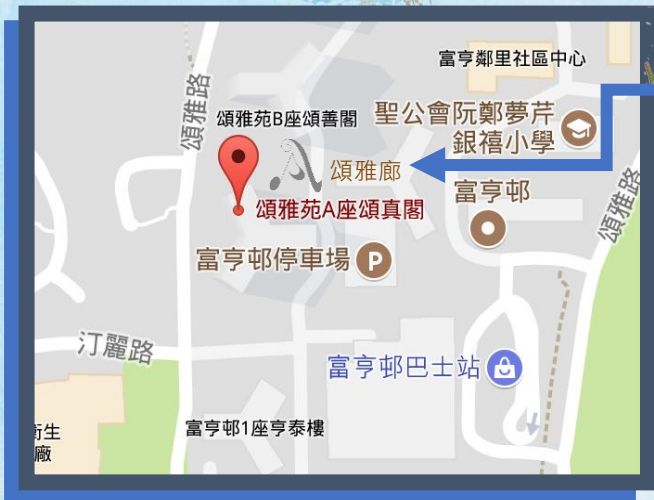 富亨鄰里社區中心
頌雅路
頌雅苑B座頌善閣
聖公會阮鄭夢芹
銀禧小學
頌雅廊
富亨邨
頌雅苑A座頌真閣
頌雅路
富亨邨停車場
P
汀麗路
富亨邨巴士站
富亨邨1座亨泰樓
衛生
廠